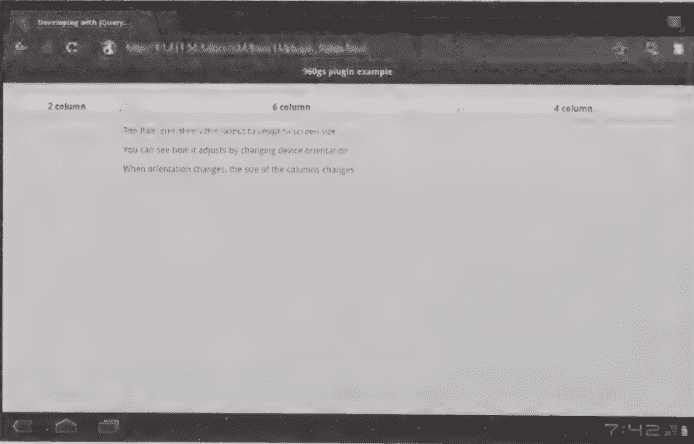 Developing with jQuery...
960gs plugin example
2 column
6 column
4 column
to screen size
You can see how it adjusts by changing device orientation
When orientation changes, the size of the columns changes
7:42